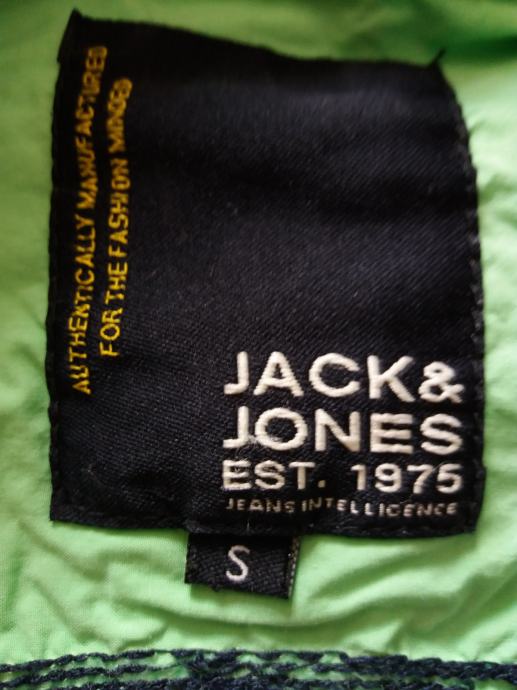 AUTHENTICALLY MANUFACTURED
FOR THE FASHION MINDED
JACK&
JONES
EST. 1975
JEANS INTELLIGENCE
S